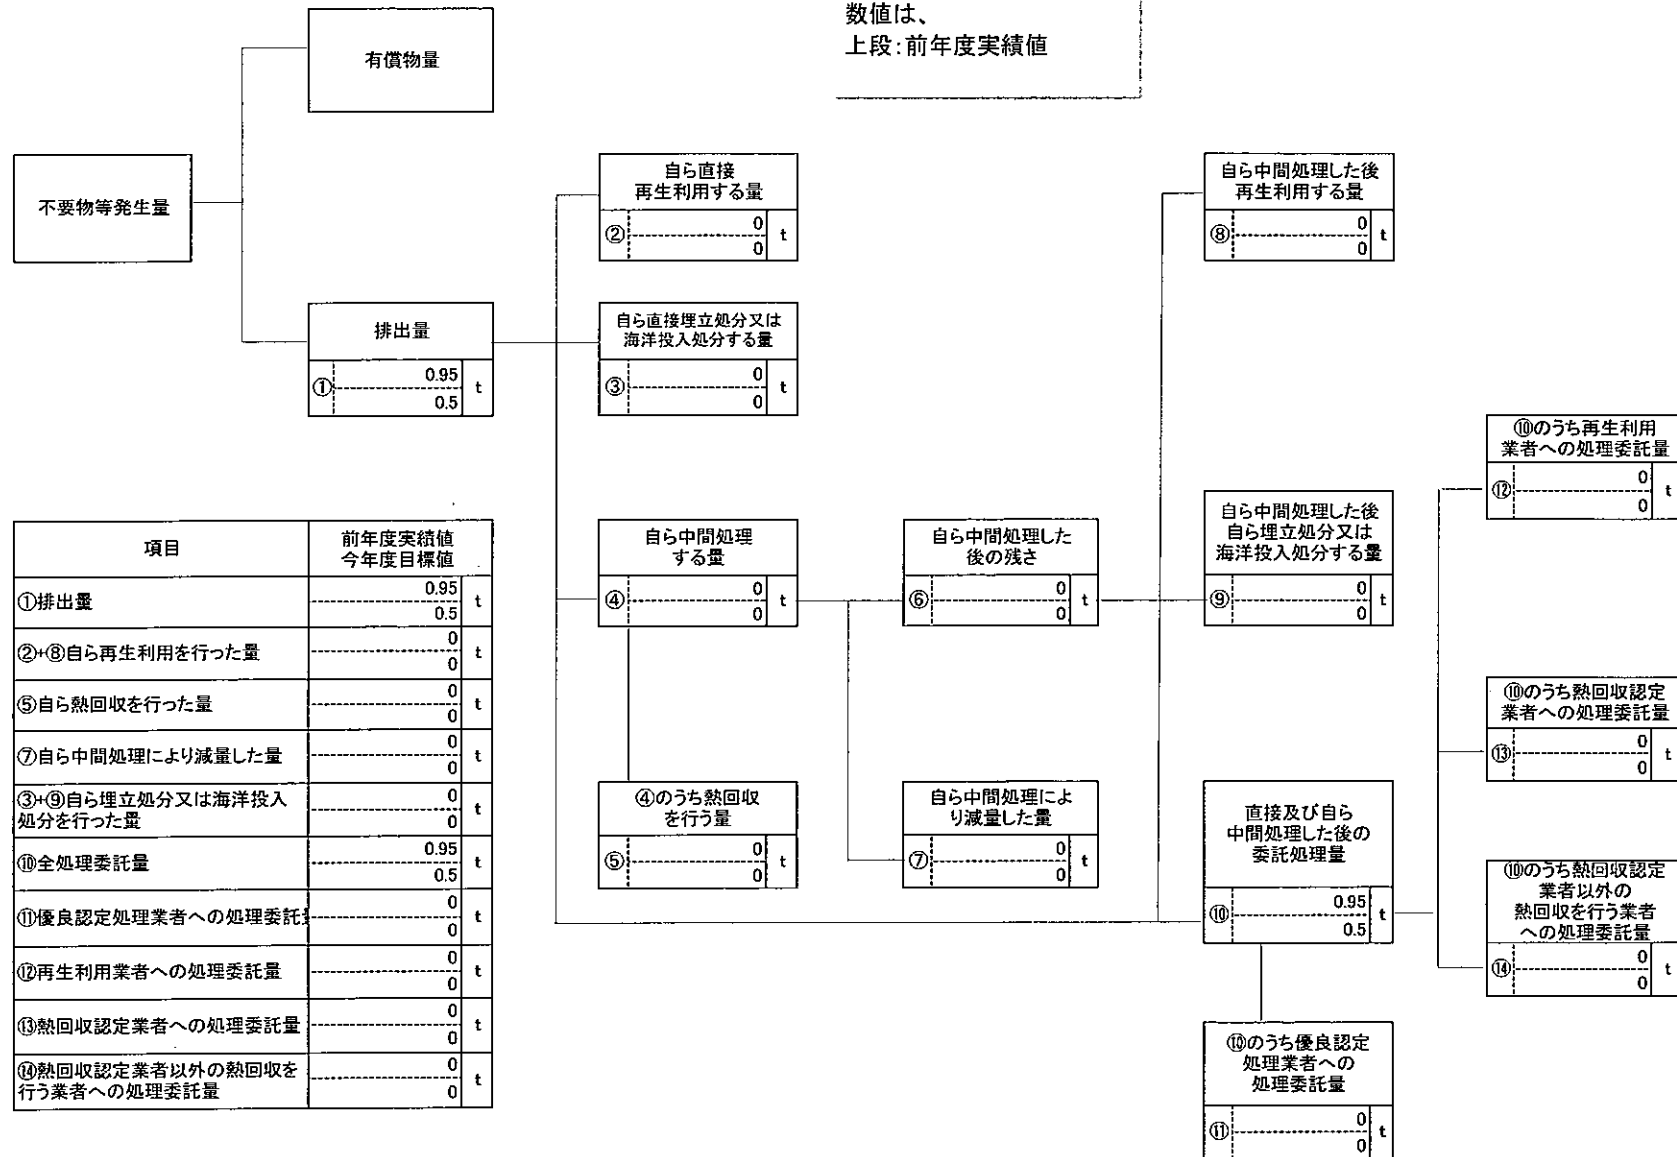 数値は、
上段：前年度実績値
有償物量
不要物等発生量
排出量
① 0.95 t
0.5
自ら直接
再生利用する量
② 0 t
0
自ら直接埋立処分又は
海洋投入処分する量
③ 0 t
0
自ら中間処理
する量
④ 0 t
0
④のうち熱回収
を行う量
⑤ 0 t
0
自ら中間処理した
後の残さ
⑥ 0 t
0
自ら中間処理によ
り減量した量
⑦ 0 t
0
自ら中間処理した後
再生利用する量
⑧ 0 t
0
自ら中間処理した後
自ら埋立処分又は
海洋投入処分する量
⑨ 0 t
0
直接及び自ら
中間処理した後の
委託処理量
⑩ 0.95 t
0.5
⑩のうち優良認定
処理業者への
処理委託量
⑪ 0 t
0
⑩のうち再生利用
業者への処理委託量
⑫ 0 t
0
⑩のうち熱回収認定
業者への処理委託量
⑬ 0 t
0
⑩のうち熱回収認定
業者以外の
熱回収を行う業者
への処理委託量
⑭ 0 t
0
項目
前年度実績値
今年度目標値
①排出量 0.95 t
0.5
②+⑧自ら再生利用を行った量 0 t
0
⑤自ら熱回収を行った量 0 t
0
⑦自ら中間処理により減量した量 0 t
0
③+⑨自ら埋立処分又は海洋投入
処分を行った量 0 t
0
⑩全処理委託量 0.95 t
0.5
⑪優良認定処理業者への処理委託 0 t
0
⑫再生利用業者への処理委託量 0 t
0
⑬熱回収認定業者への処理委託量 0 t
0
⑭熱回収認定業者以外の熱回収を
行う業者への処理委託量 0 t
0